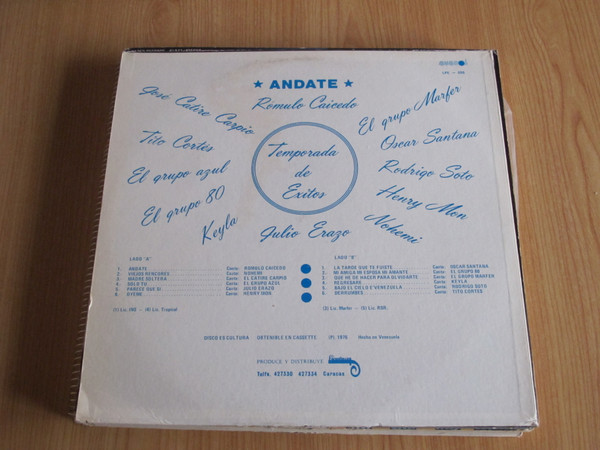 ★ ANDATE ★
Romulo Caicedo
José Catire Carpio
El grupo Marfer
Tito Cortés
Oscar Santana
El grupo azul
Temporada
de
Exitos
Rodrigo Soto
El grupo 80
Henry Mon
Keyla
Julio Erazo
Nohemi
LADO "A"
1. ANDATE Canta: ROMULO CAICEDO
2. VIEJOS RENCORES Canta: NOHEMI
3. MADRE SOLTERA Canta: EL CATIRE CARPIO
4. SOLO TU Canta: EL GRUPO AZUL
5. PARECE QUE SI Canta: JULIO ERAZO
6. OYEME Canta: HENRY MON
Tropical
LADO "B"
1. LA TARDE QUE TE FUISTE Canta: OSCAR SANTANA
2. MI AMIGA MI ESPOSA MI AMANTE Canta: EL GRUPO 80
3. QUE HE DE HACER PARA OLVIDARTE Canta: EL GRUPO MARFER
4. REGRESARE Canta: KEYLA
5. BAJO EL CIELO E' VENEZUELA Canta: RODRIGO SOTO
6. DERRUMBES Canta: TITO CORTES
DISCO ES CULTURA OBTENIBLE EN CASSETTE Hecho en Venezuela
PRODUCE Y DISTRIBUYE
Telfs. 427330 427334 Caracas